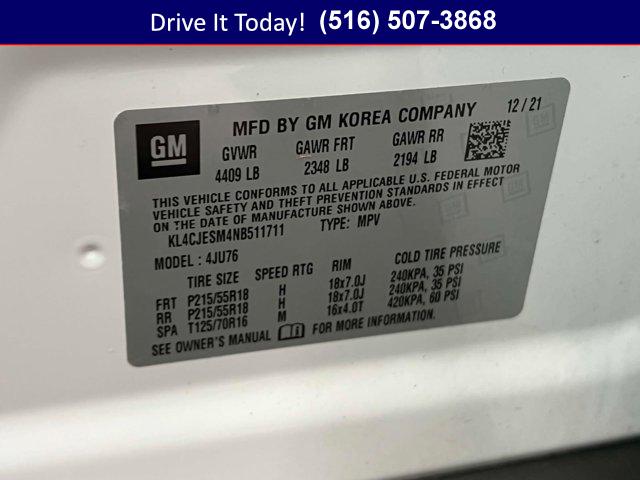 Drive It Today! (516) 507-3868
GM
MFD BY GM KOREA COMPANY 12/21
GVWR GAWR FRT GAWR RR
4409 LB 2348 LB 2194 LB
THIS VEHICLE CONFORMS TO ALL APPLICABLE U.S. FEDERAL MOTOR
VEHICLE SAFETY AND THEFT PREVENTION STANDARDS IN EFFECT
ON THE DATE OF MANUFACTURE SHOWN ABOVE.
KL4CJESM4NB511711 TYPE: MPV
MODEL: 4JU76
TIRE SIZE SPEED RTG RIM COLD TIRE PRESSURE
FRT P215/55R18 H 18x7.0J 240KPA, 35 PSI
RR P215/55R18 H 18x7.0J 240KPA, 35 PSI
SPA T125/70R16 M 16x4.0T 420KPA, 60 PSI
SEE OWNER'S MANUAL FOR MORE INFORMATION.